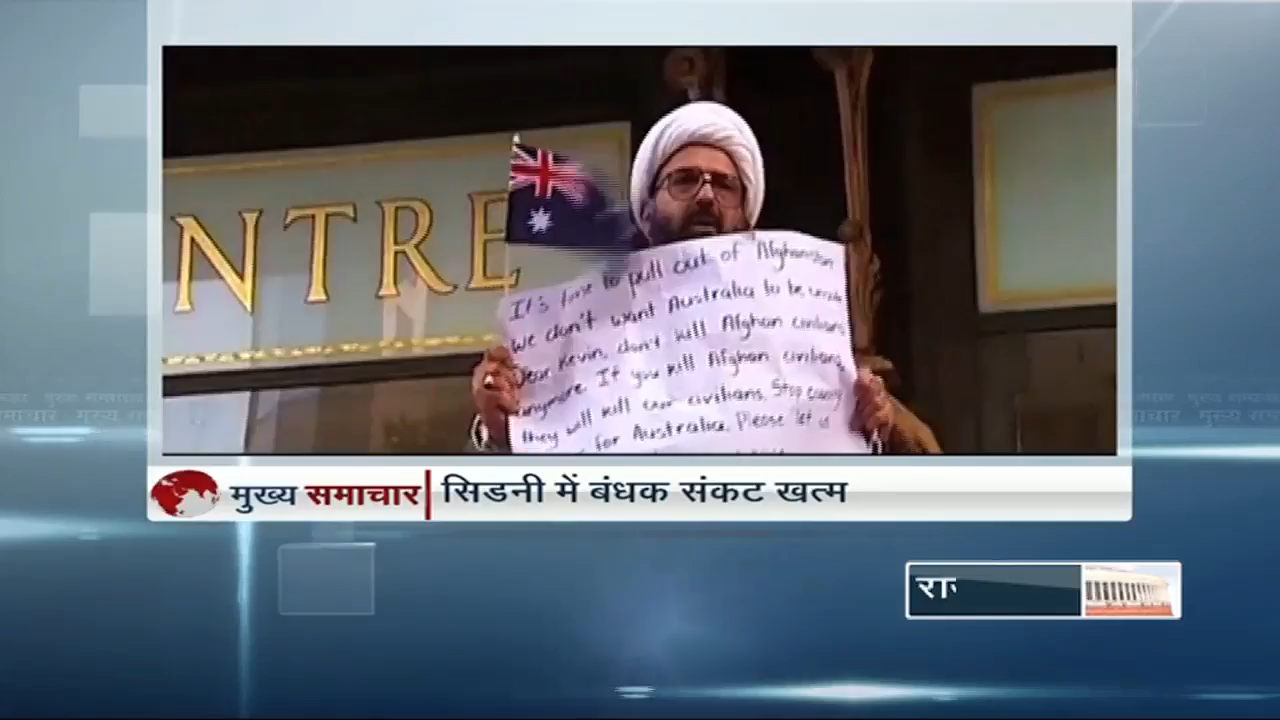 NTRE
It's time to pull out of Afghanistan
We don't want Australia to be
Dear Kevin, don't kill Afghan civilians
anymore. If you kill Afghan civilians,
they will kill our civilians. Stop
for Australia. Please let us
मुख्य समाचार सिडनी में बंधक संकट खत्म
मुख्य समाचार